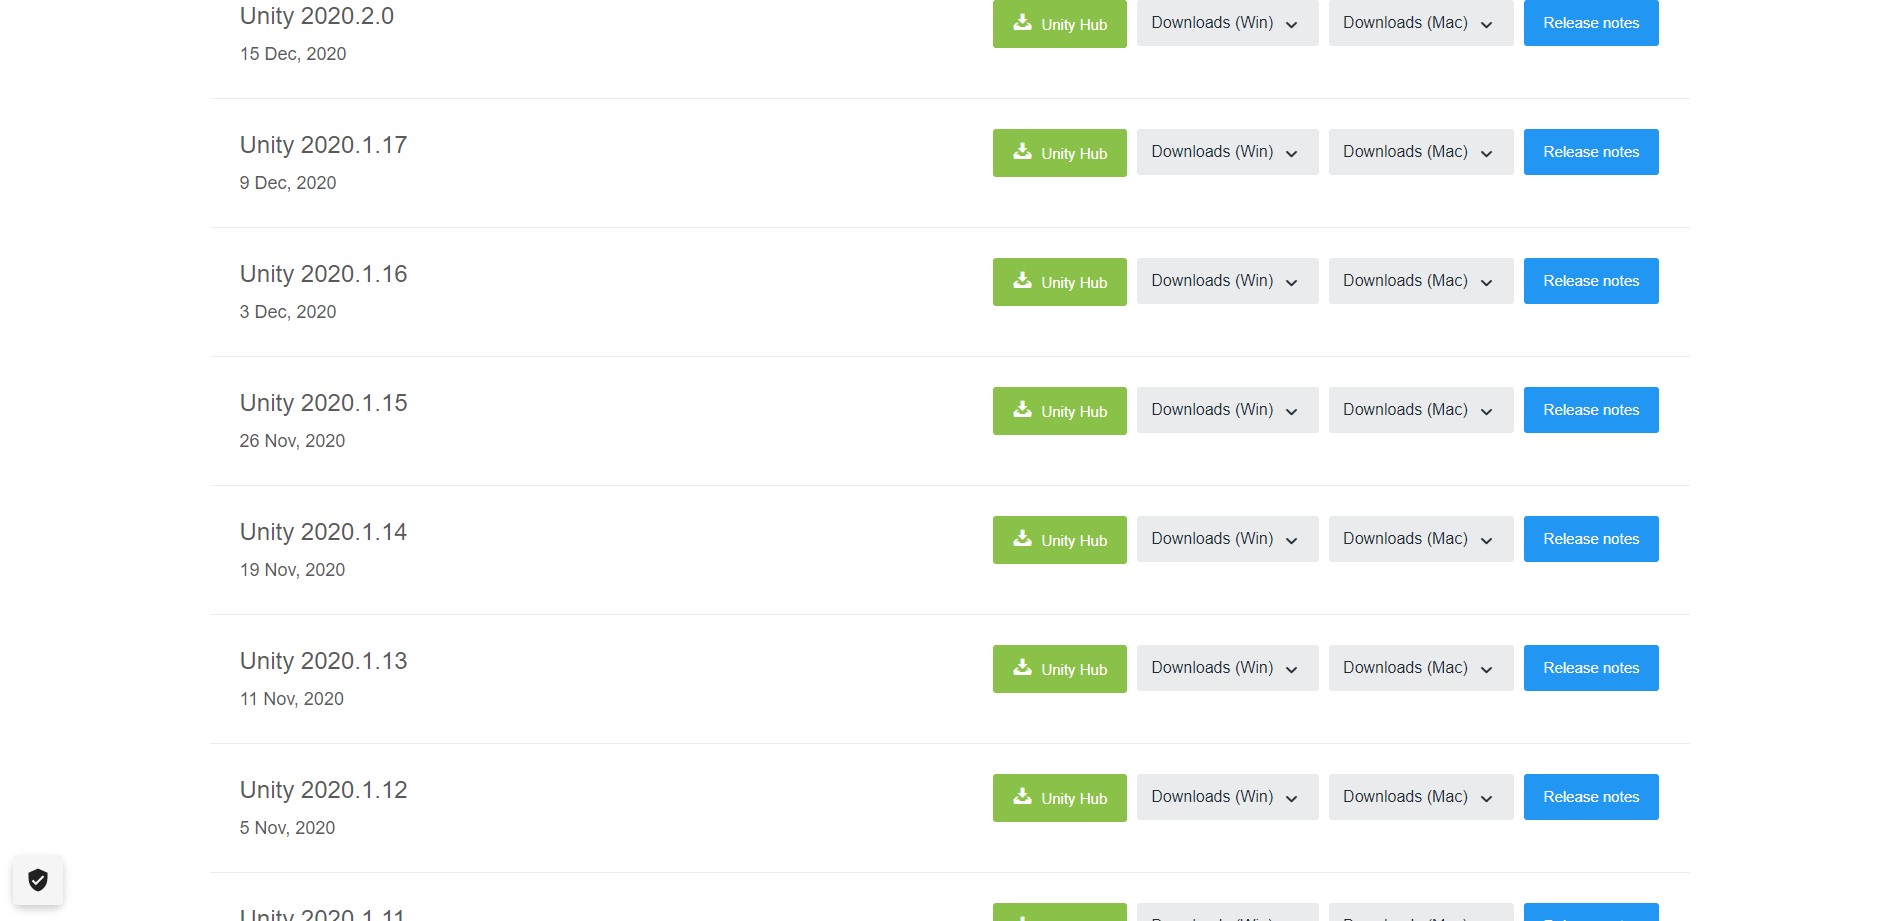 Unity 2020.2.0 Unity Hub Downloads (Win) Downloads (Mac) Release notes
15 Dec, 2020
Unity 2020.1.17 Unity Hub Downloads (Win) Downloads (Mac) Release notes
9 Dec, 2020
Unity 2020.1.16 Unity Hub Downloads (Win) Downloads (Mac) Release notes
3 Dec, 2020
Unity 2020.1.15 Unity Hub Downloads (Win) Downloads (Mac) Release notes
26 Nov, 2020
Unity 2020.1.14 Unity Hub Downloads (Win) Downloads (Mac) Release notes
19 Nov, 2020
Unity 2020.1.13 Unity Hub Downloads (Win) Downloads (Mac) Release notes
11 Nov, 2020
Unity 2020.1.12 Unity Hub Downloads (Win) Downloads (Mac) Release notes
5 Nov, 2020
Unity 2020.1.11